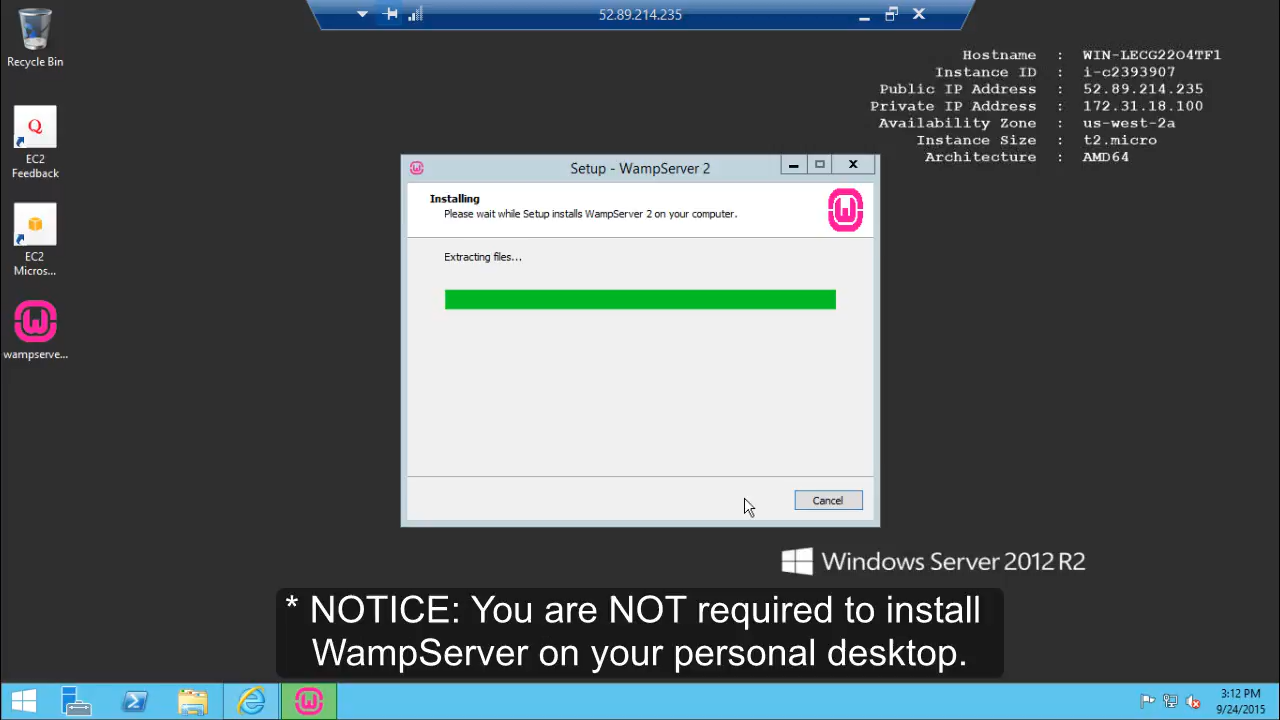 52.89.214.235
Recycle Bin
Hostname : WIN-LECG22O4TF1
Instance ID : i-c2393907
Public IP Address : 52.89.214.235
Private IP Address : 172.31.18.100
Availability Zone : us-west-2a
Instance Size : t2.micro
Architecture : AMD64
EC2
Feedback
EC2
Micros...
wampserve...
Setup - WampServer 2
Installing
Please wait while Setup installs WampServer 2 on your computer.
Extracting files...
Cancel
Windows Server 2012 R2
* NOTICE: You are NOT required to install
WampServer on your personal desktop.
3:12 PM
9/24/2015